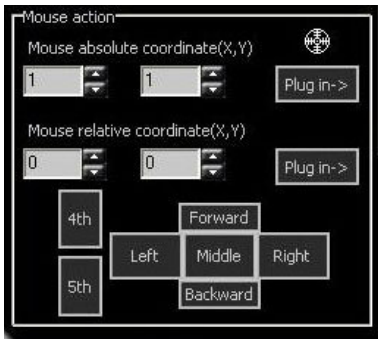 Mouse action
Mouse absolute coordinate(X,Y)
1 1 Plug in->
Mouse relative coordinate(X,Y)
0 0 Plug in->
4th Forward
Left Middle Right
5th Backward